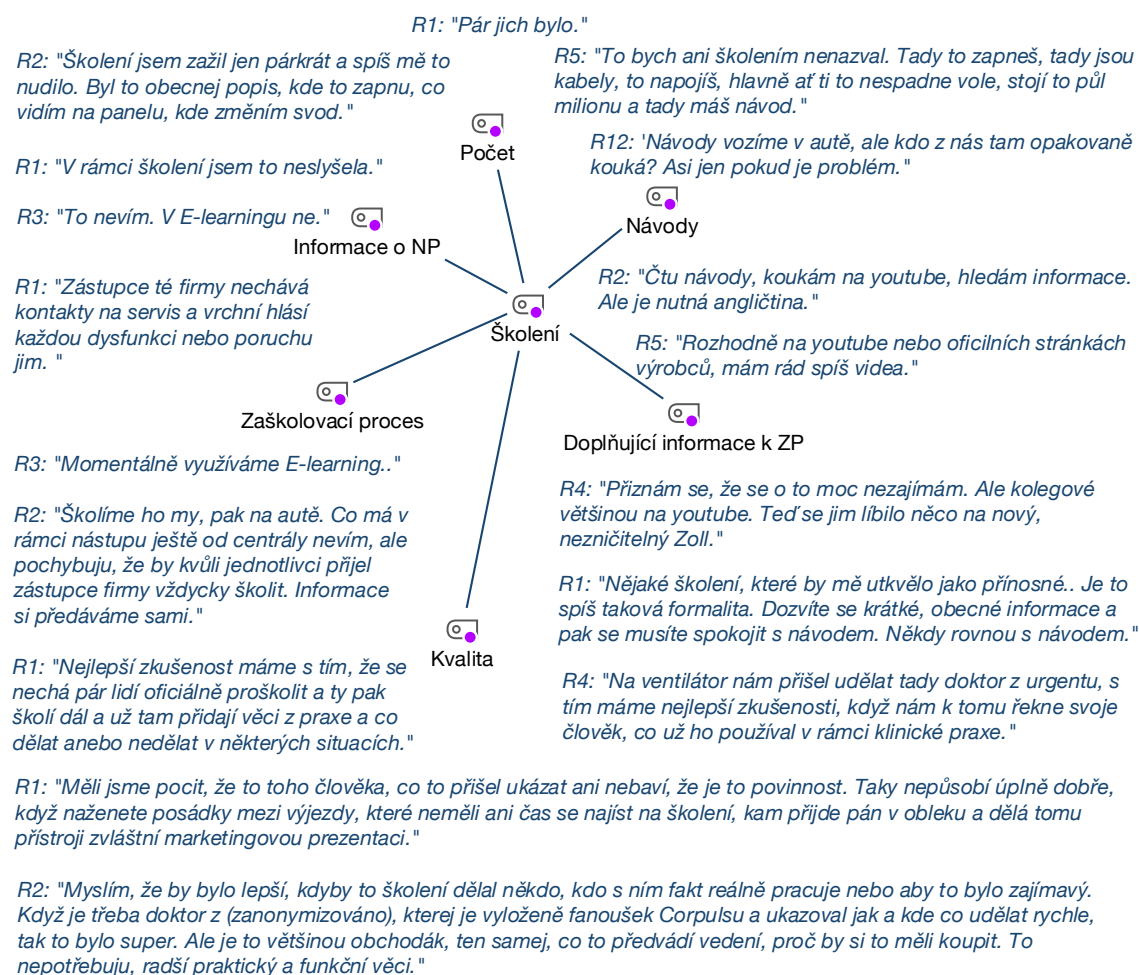 R1: "Pár jich bylo."
R2: "Školení jsem zažil jen párkrát a spíš mě to
nudilo. Byl to obecnej popis, kde to zapnu, co
vidím na panelu, kde změním svod."
R5: "To bych ani školením nenazval. Tady to zapneš, tady jsou
kabely, to napojíš, hlavně ať ti to nespadne vole, stojí to půl
milionu a tady máš návod."
Počet
R12: 'Návody vozíme v autě, ale kdo z nás tam opakovaně
kouká? Asi jen pokud je problém."
R1: "V rámci školení jsem to neslyšela."
R3: "To nevím. V E-learningu ne."
Informace o NP
Návody
R1: "Zástupce té firmy nechává
kontakty na servis a vrchní hlásí
každou dysfunkci nebo poruchu
jim. "
R2: "Čtu návody, koukám na youtube, hledám informace.
Ale je nutná angličtina."
Školení
R5: "Rozhodně na youtube nebo oficilních stránkách
výrobců, mám rád spíš videa."
Zaškolovací proces
Doplňující informace k ZP
R3: "Momentálně využíváme E-learning.."
R4: "Přiznám se, že se o to moc nezajímám. Ale kolegové
většinou na youtube. Teď se jim líbilo něco na nový,
nezničitelný Zoll."
R2: "Školíme ho my, pak na autě. Co má v
rámci nástupu ještě od centrály nevím, ale
pochybuju, že by kvůli jednotlivci přijel
zástupce firmy vždycky školit. Informace
si předáváme sami."
R1: "Nějaké školení, které by mě utkvělo jako přínosné.. Je to
spíš taková formalita. Dozvíte se krátké, obecné informace a
pak se musíte spokojit s návodem. Někdy rovnou s návodem."
Kvalita
R1: "Nejlepší zkušenost máme s tím, že se
nechá pár lidí oficiálně proškolit a ty pak
školí dál a už tam přidají věci z praxe a co
dělat anebo nedělat v některých situacích."
R4: "Na ventilátor nám přišel udělat tady doktor z urgentu, s
tím máme nejlepší zkušenosti, když nám k tomu řekne svoje
člověk, co už ho používal v rámci klinické praxe."
R1: "Měli jsme pocit, že to toho člověka, co to přišel ukázat ani nebaví, že je to povinnost. Taky nepůsobí úplně dobře,
když naženete posádky mezi výjezdy, které neměli ani čas se najíst na školení, kam přijde pán v obleku a dělá tomu
přístroji zvláštní marketingovou prezentaci."
R2: "Myslím, že by bylo lepší, kdyby to školení dělal někdo, kdo s ním fakt reálně pracuje nebo aby to bylo zajímavý.
Když je třeba doktor z (zanonymizováno), kterej je vyloženě fanoušek Corpulsu a ukazoval jak a kde co udělat rychle,
tak to bylo super. Ale je to většinou obchodák, ten samej, co to předvádí vedení, proč by si to měli koupit. To
nepotřebuju, radši praktický a funkční věci."